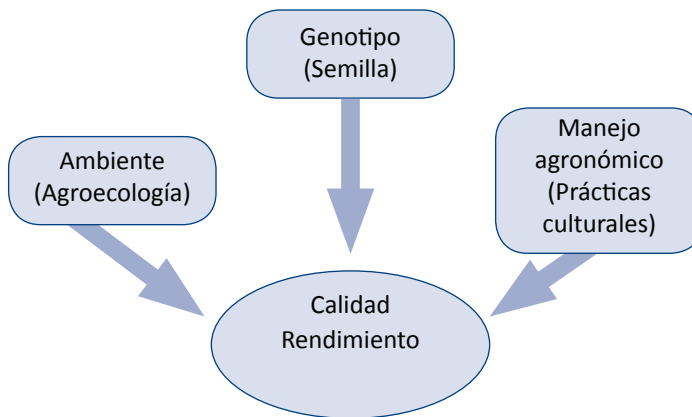 Genotipo
(Semilla)
Ambiente
(Agroecología)
Manejo
agronómico
(Prácticas
culturales)
Calidad
Rendimiento